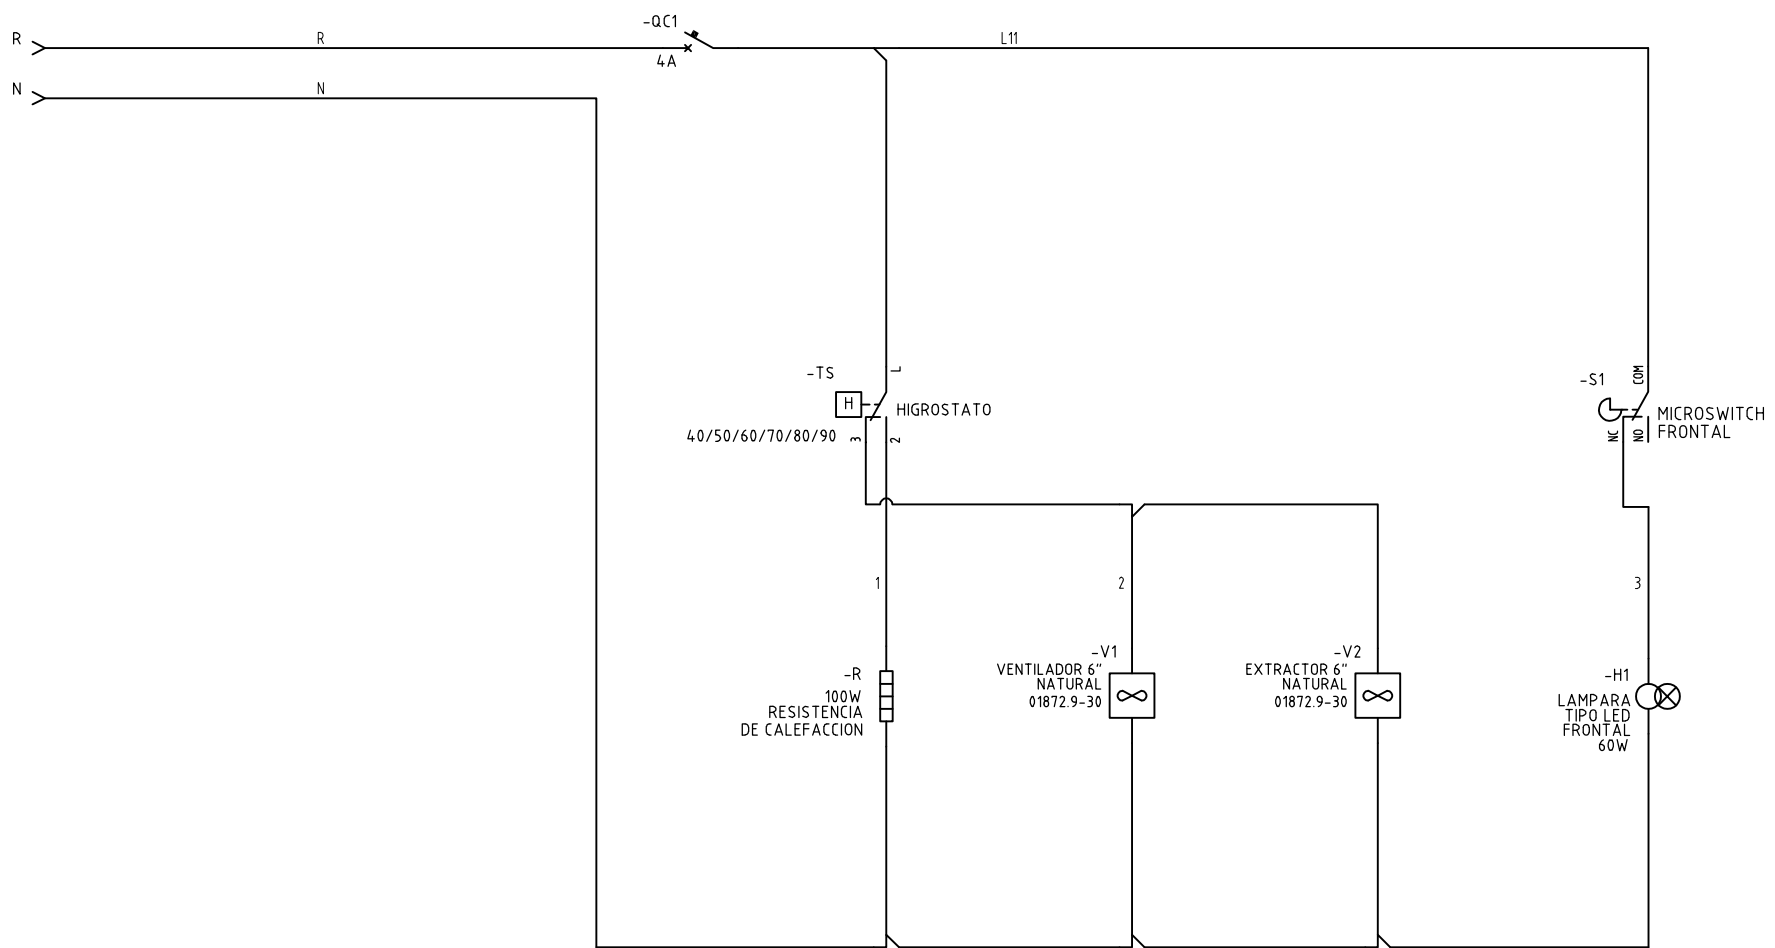 -QC1
R
R
L11
4A
N
N
-TS
L
H
HIGROSTATO
40/50/60/70/80/90
3
2
-S1
COM
MICROSWITCH
FRONTAL
NC
NO
1
2
3
-R
100W
RESISTENCIA
DE CALEFACCION
-V1
VENTILADOR 6"
NATURAL
01872.9-30
-V2
EXTRACTOR 6"
NATURAL
01872.9-30
-H1
LAMPARA
TIPO LED
FRONTAL
60W